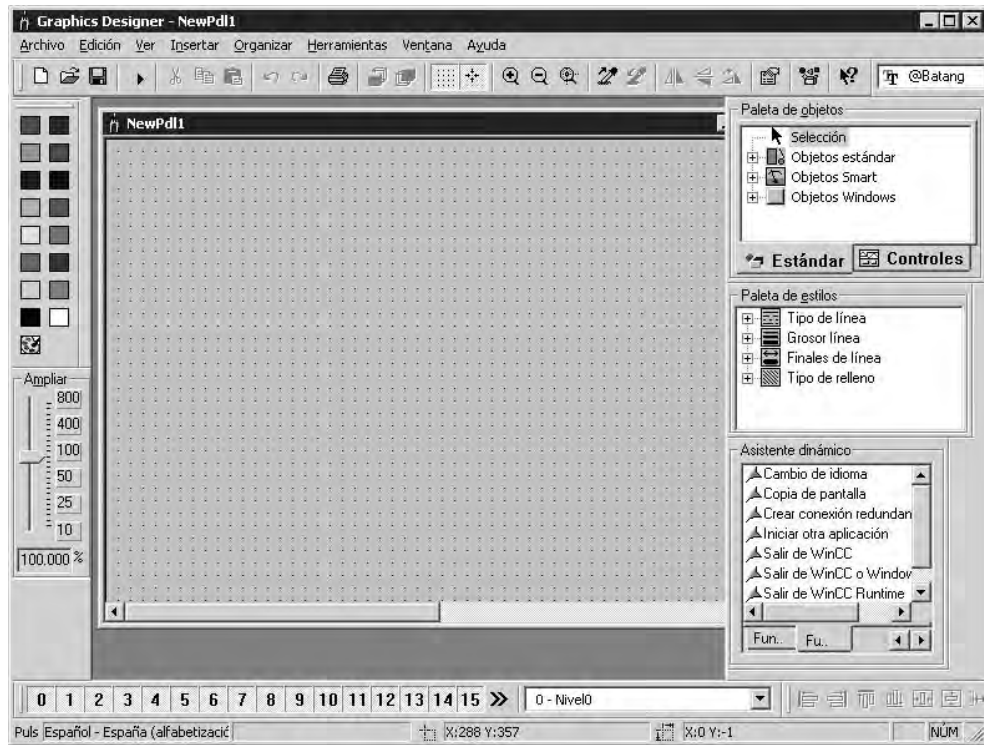 Graphics Designer - NewPdl1
Archivo Edición Ver Insertar Organizar Herramientas Ventana Ayuda
@Batang
NewPdl1
Paleta de objetos
Selección
Objetos estándar
Objetos Smart
Objetos Windows
Estándar Controles
Paleta de estilos
Tipo de línea
Grosor línea
Finales de línea
Tipo de relleno
Ampliar
800
400
100
50
25
10
100.000 %
Asistente dinámico
Cambio de idioma
Copia de pantalla
Crear conexión redundan
Iniciar otra aplicación
Salir de WinCC
Salir de WinCC o Window
Salir de WinCC Runtime
Fun.. Fu..
0 1 2 3 4 5 6 7 8 9 10 11 12 13 14 15 0 - Nivel0
Puls Español - España (alfabetizació X:288 Y:357 X:0 Y:-1 NÚM